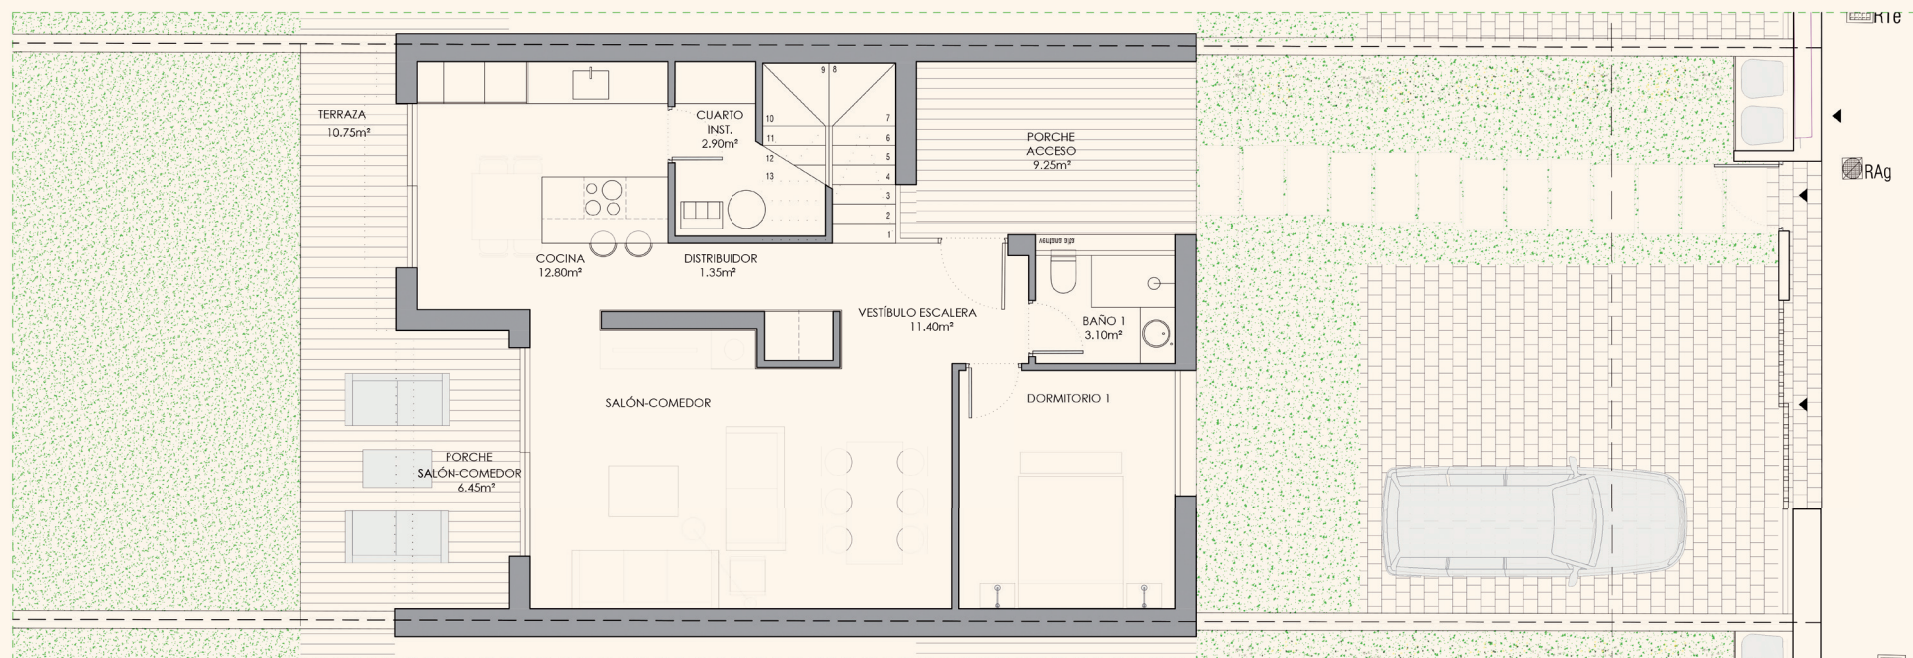 RTe
9 8
TERRAZA
10.75m²
CUARTO
INST.
2.90m²
10
7
11
6
12
5
13
4
3
2
1
PORCHE
ACCESO
9.25m²
RAg
ventana alta
COCINA
12.80m²
DISTRIBUIDOR
1.35m²
VESTÍBULO ESCALERA
11.40m²
BAÑO 1
3.10m²
SALÓN-COMEDOR
DORMITORIO 1
PORCHE
SALÓN-COMEDOR
6.45m²